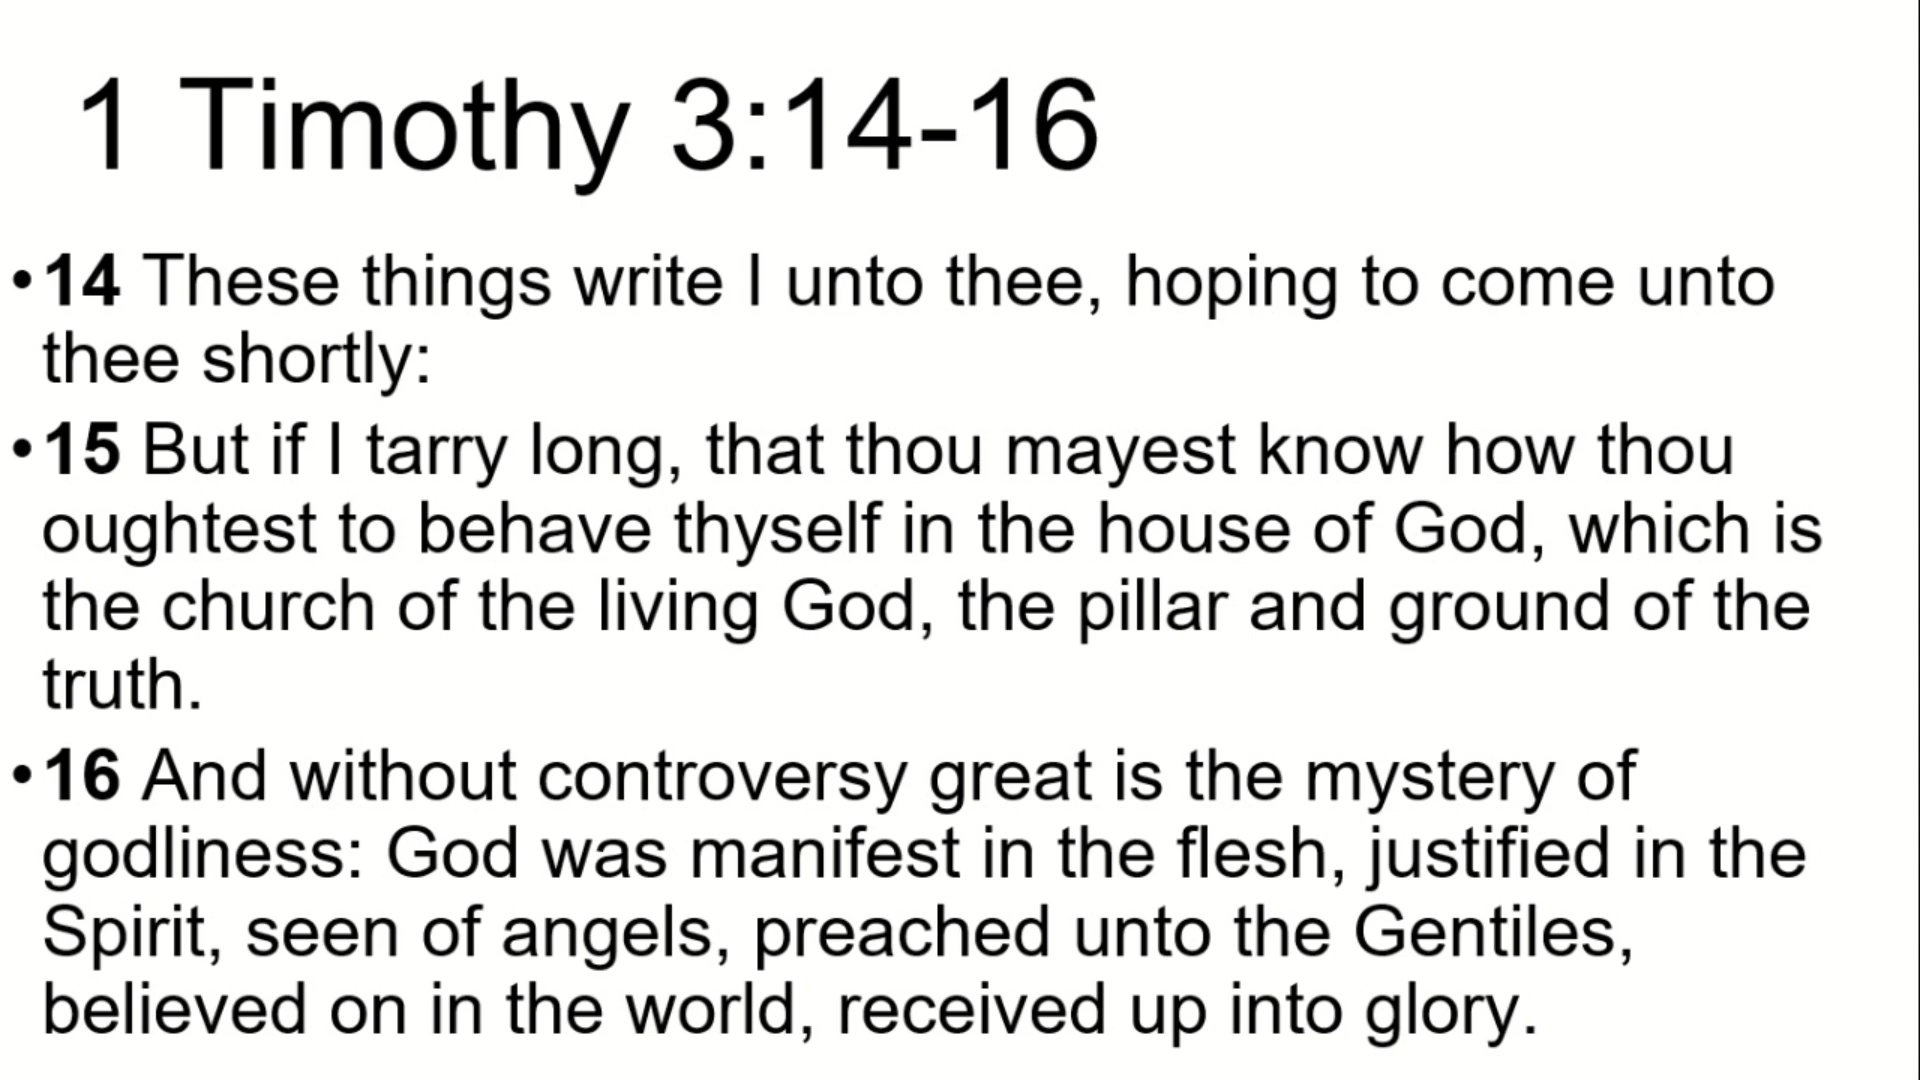 1 Timothy 3:14-16
•14 These things write I unto thee, hoping to come unto
thee shortly:
•15 But if I tarry long, that thou mayest know how thou
oughtest to behave thyself in the house of God, which is
the church of the living God, the pillar and ground of the
truth.
•16 And without controversy great is the mystery of
godliness: God was manifest in the flesh, justified in the
Spirit, seen of angels, preached unto the Gentiles,
believed on in the world, received up into glory.